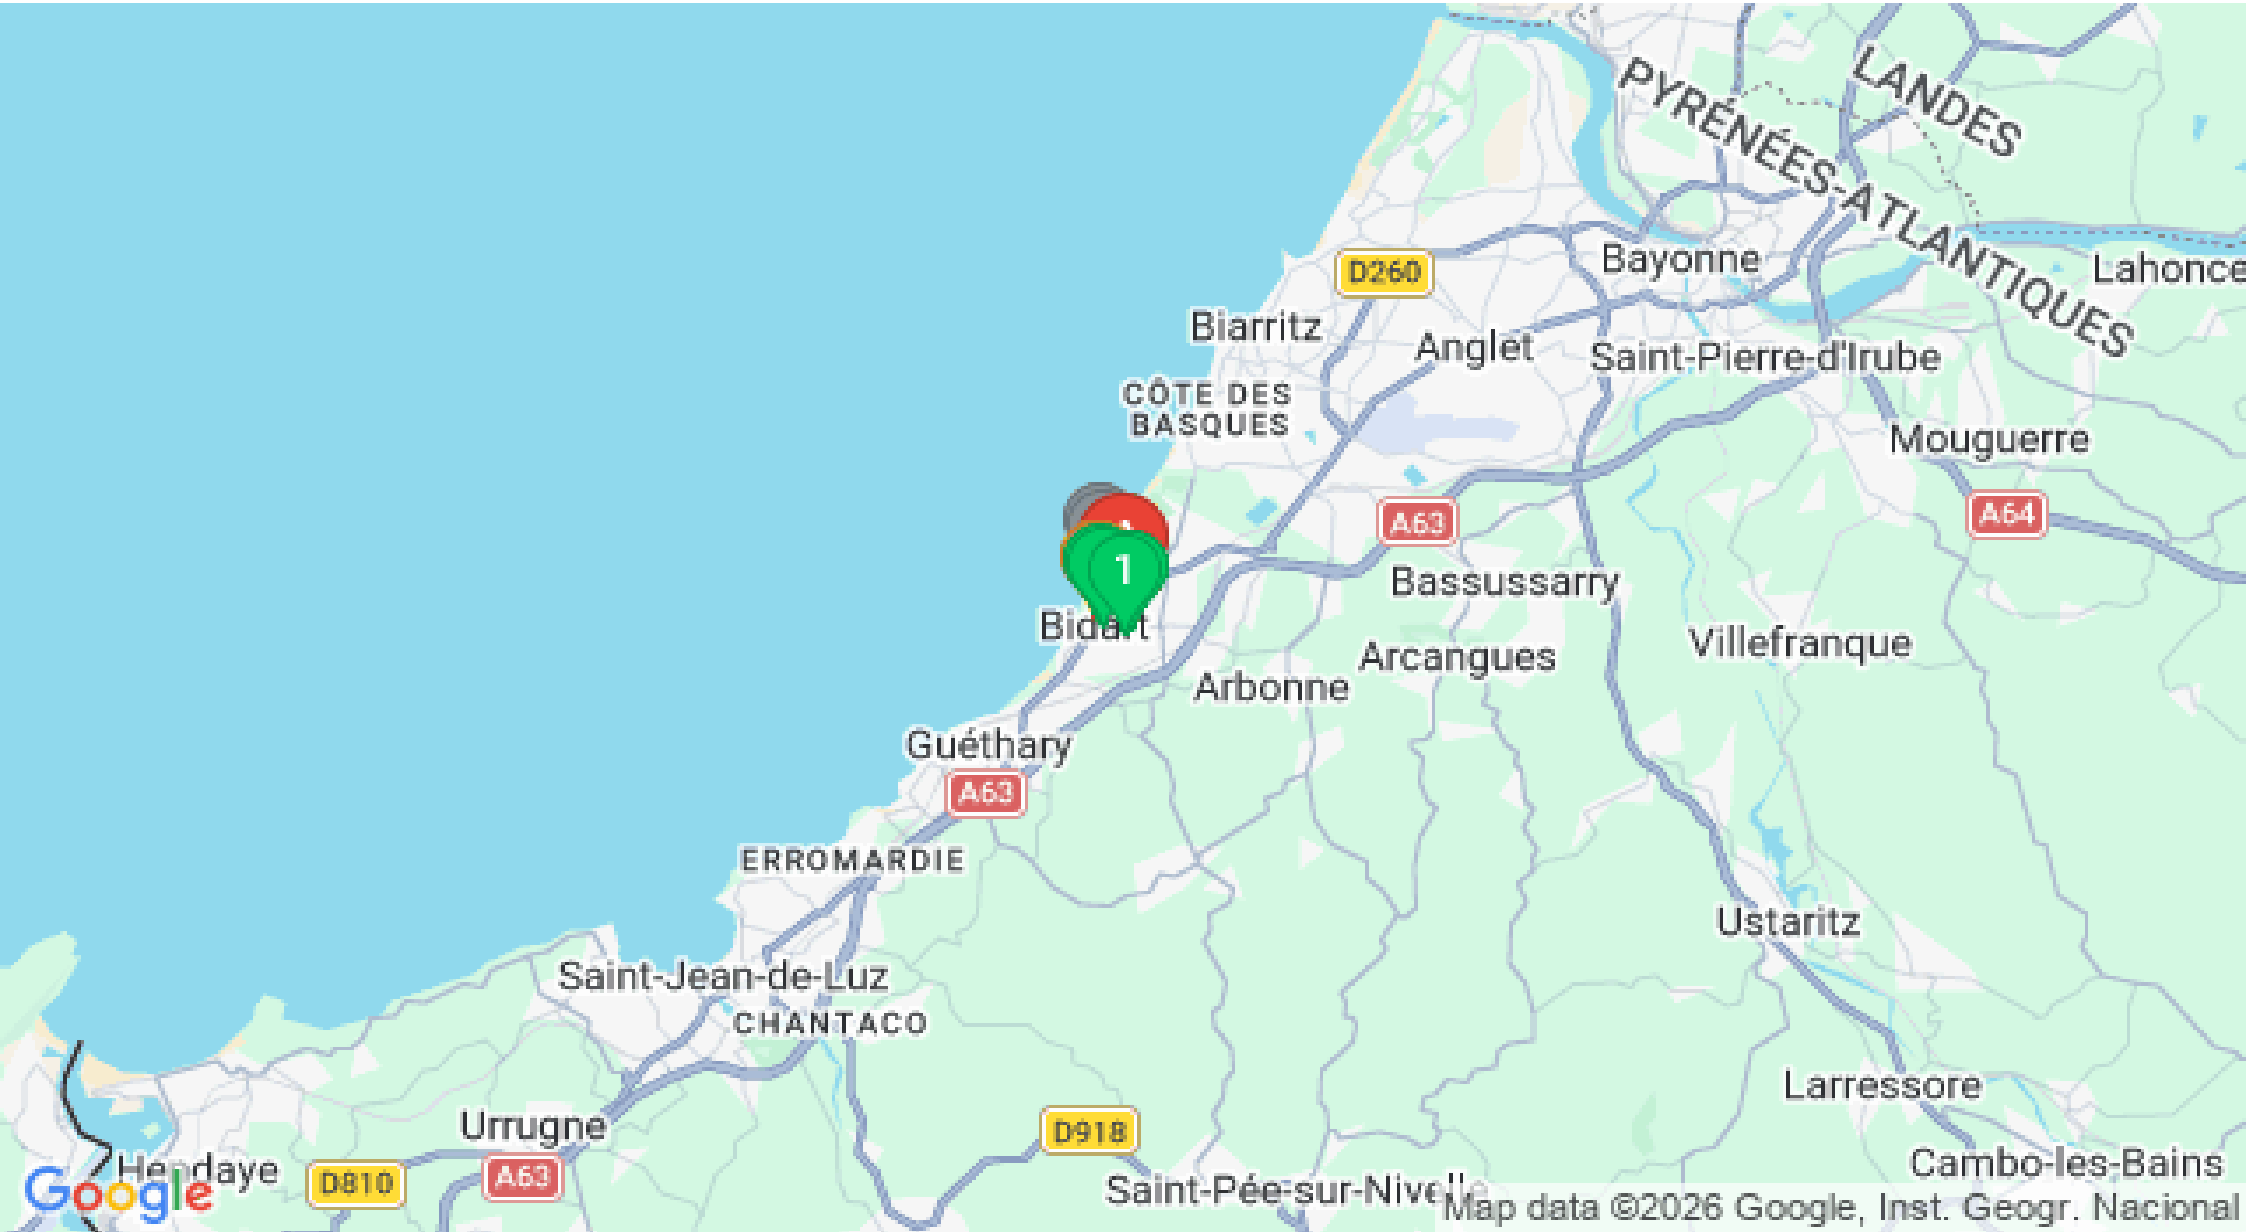 LANDES
PYRÉNÉES-ATLANTIQUES
D260
Bayonne
Lahonce
Biarritz
Anglet
Saint-Pierre-d'Irube
CÔTE DES
BASQUES
Mouguerre
A63
A64
1
Bassussarry
Bidart
Villefranque
Arcangues
Arbonne
Guéthary
A63
ERROMARDIE
Ustaritz
Saint-Jean-de-Luz
CHANTACO
Larressore
Urrugne
D918
Hendaye
D810
A63
Cambo-les-Bains
Saint-Pée-sur-Nivelle
Google
Map data ©2026 Google, Inst. Geogr. Nacional